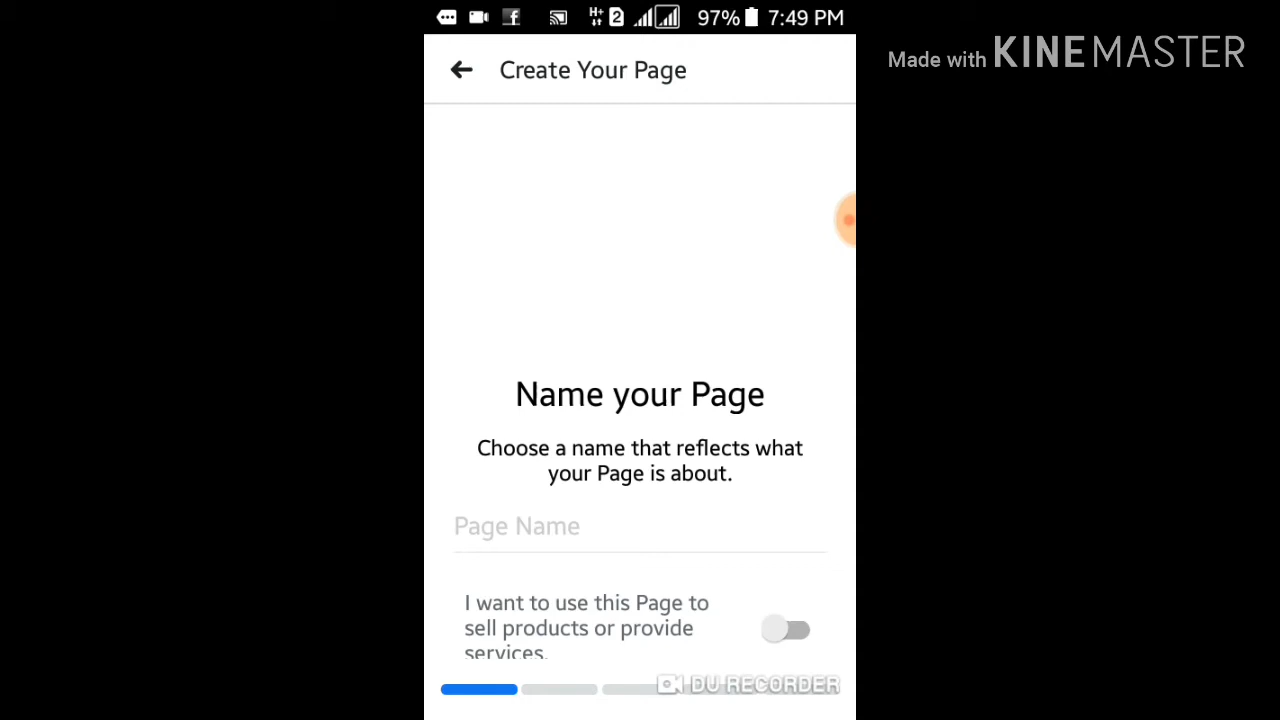 H+ 2 97% 7:49 PM
Made with KINEMASTER
Create Your Page
Name your Page
Choose a name that reflects what
your Page is about.
Page Name
I want to use this Page to
sell products or provide
services.
DU RECORDER